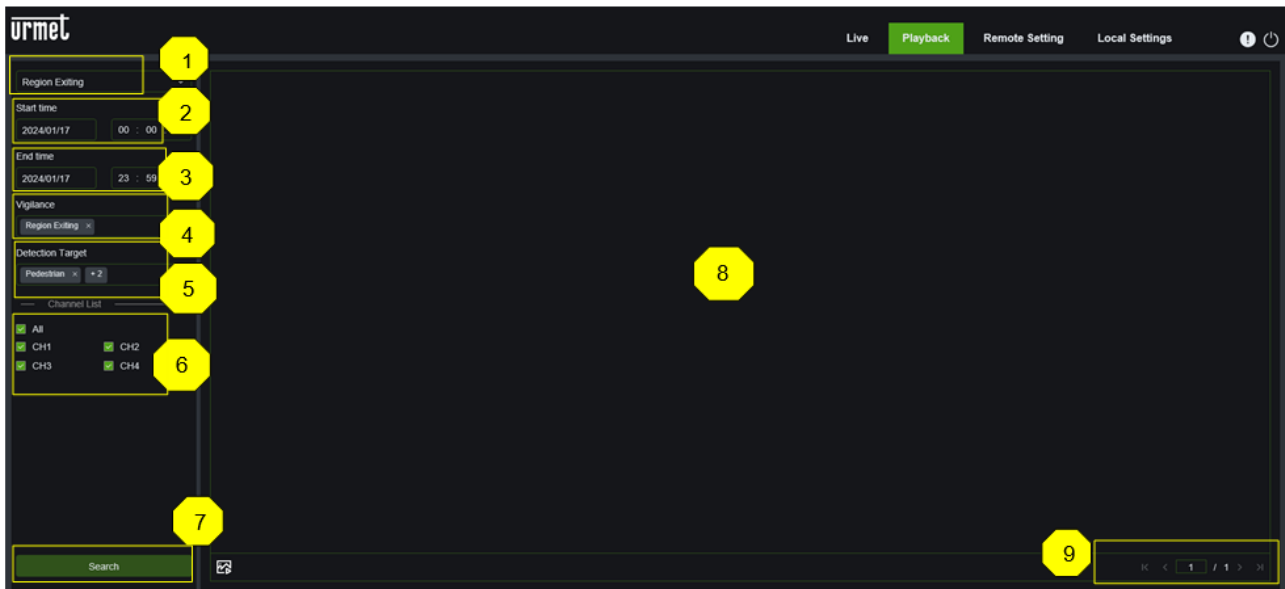 urmet
Live Playback Remote Setting Local Settings
1
Region Exiting
2
Start time
2024/01/17 00 : 00
3
End time
2024/01/17 23 : 59
4
Vigilance
Region Exiting ×
5
Detection Target
Pedestrian × + 2
Channel List
6
All
CH1 CH2
CH3 CH4
7
Search
8
9
1 / 1